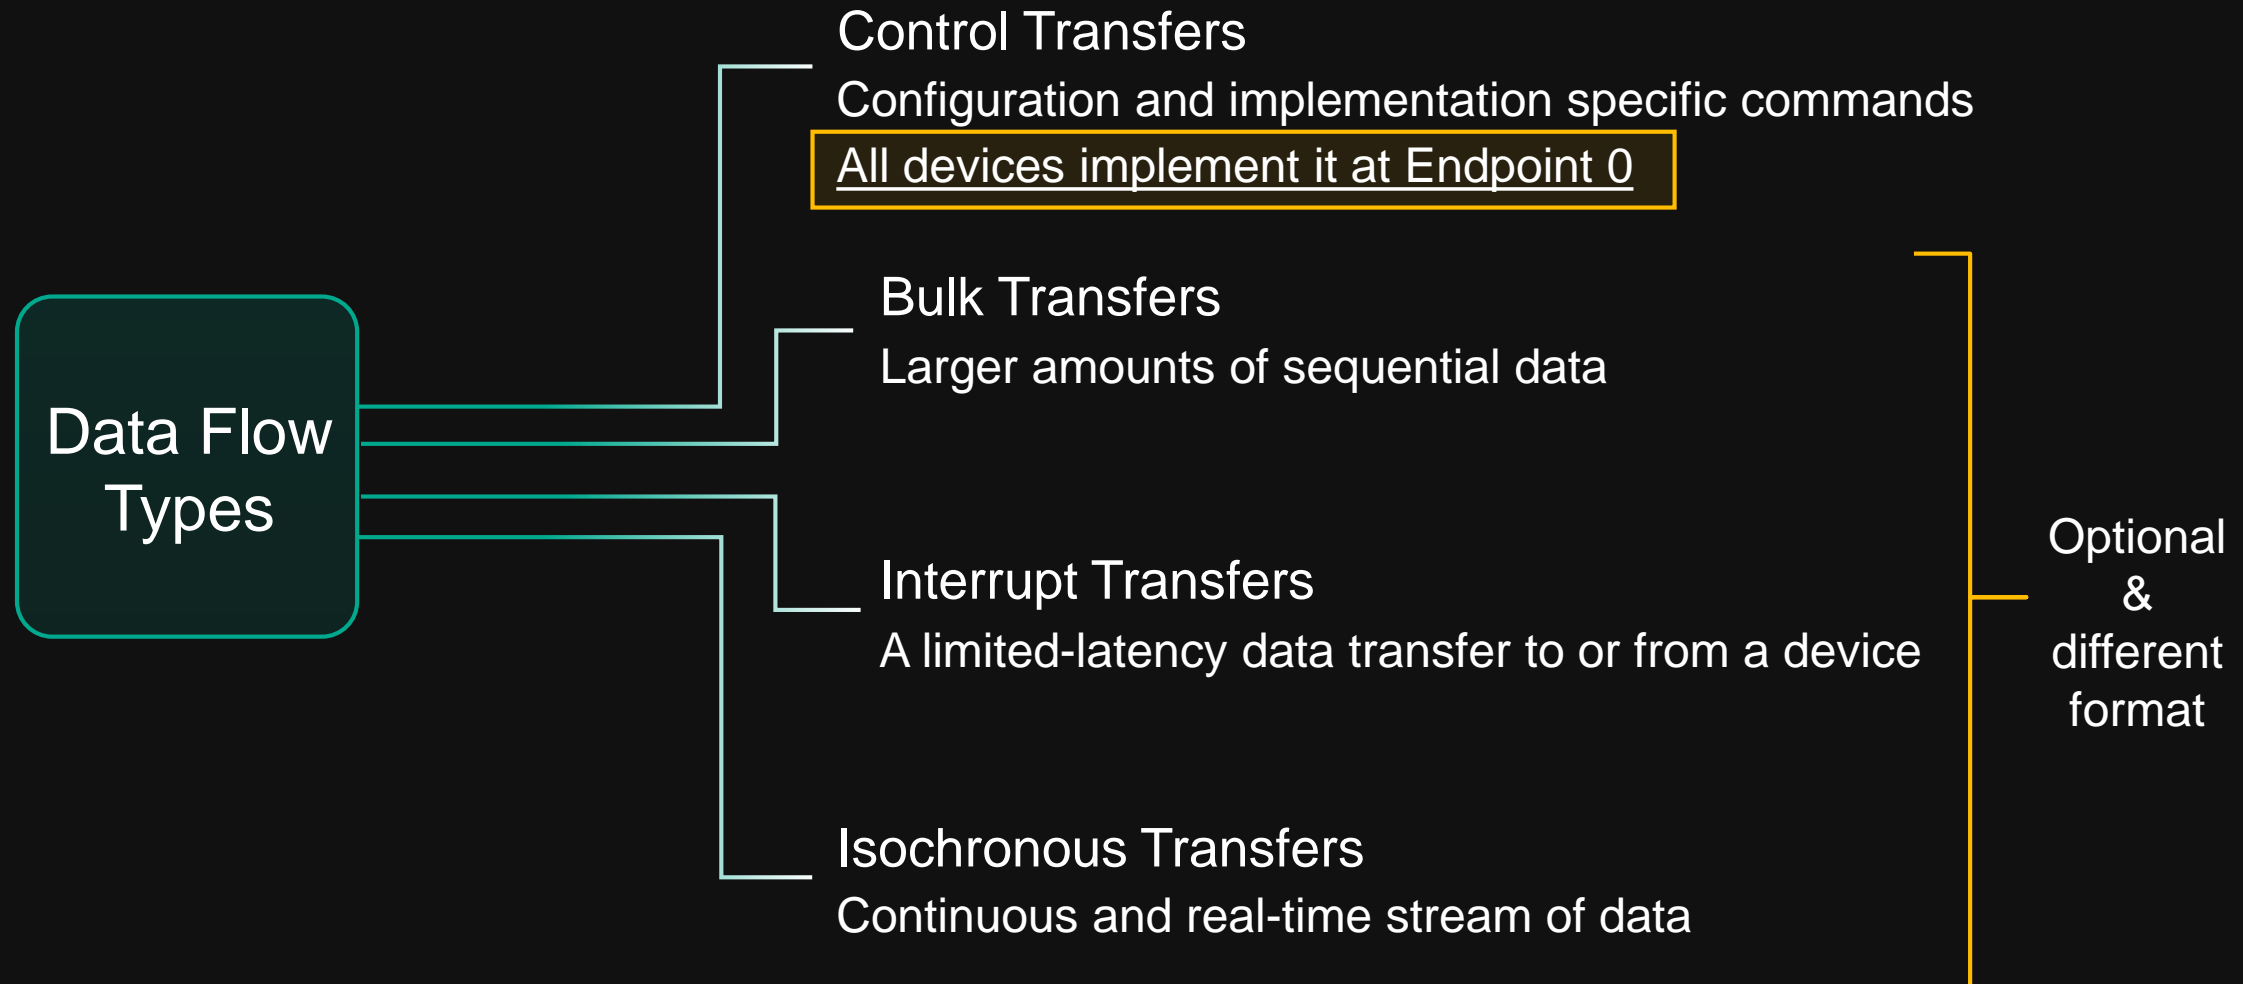 Control Transfers
Configuration and implementation specific commands
All devices implement it at Endpoint 0
Bulk Transfers
Larger amounts of sequential data
Data Flow
Types
Interrupt Transfers
A limited-latency data transfer to or from a device
Isochronous Transfers
Continuous and real-time stream of data
Optional
&
different
format